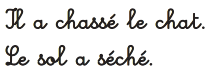 Il a chassé le chat.
Le sol a séché.